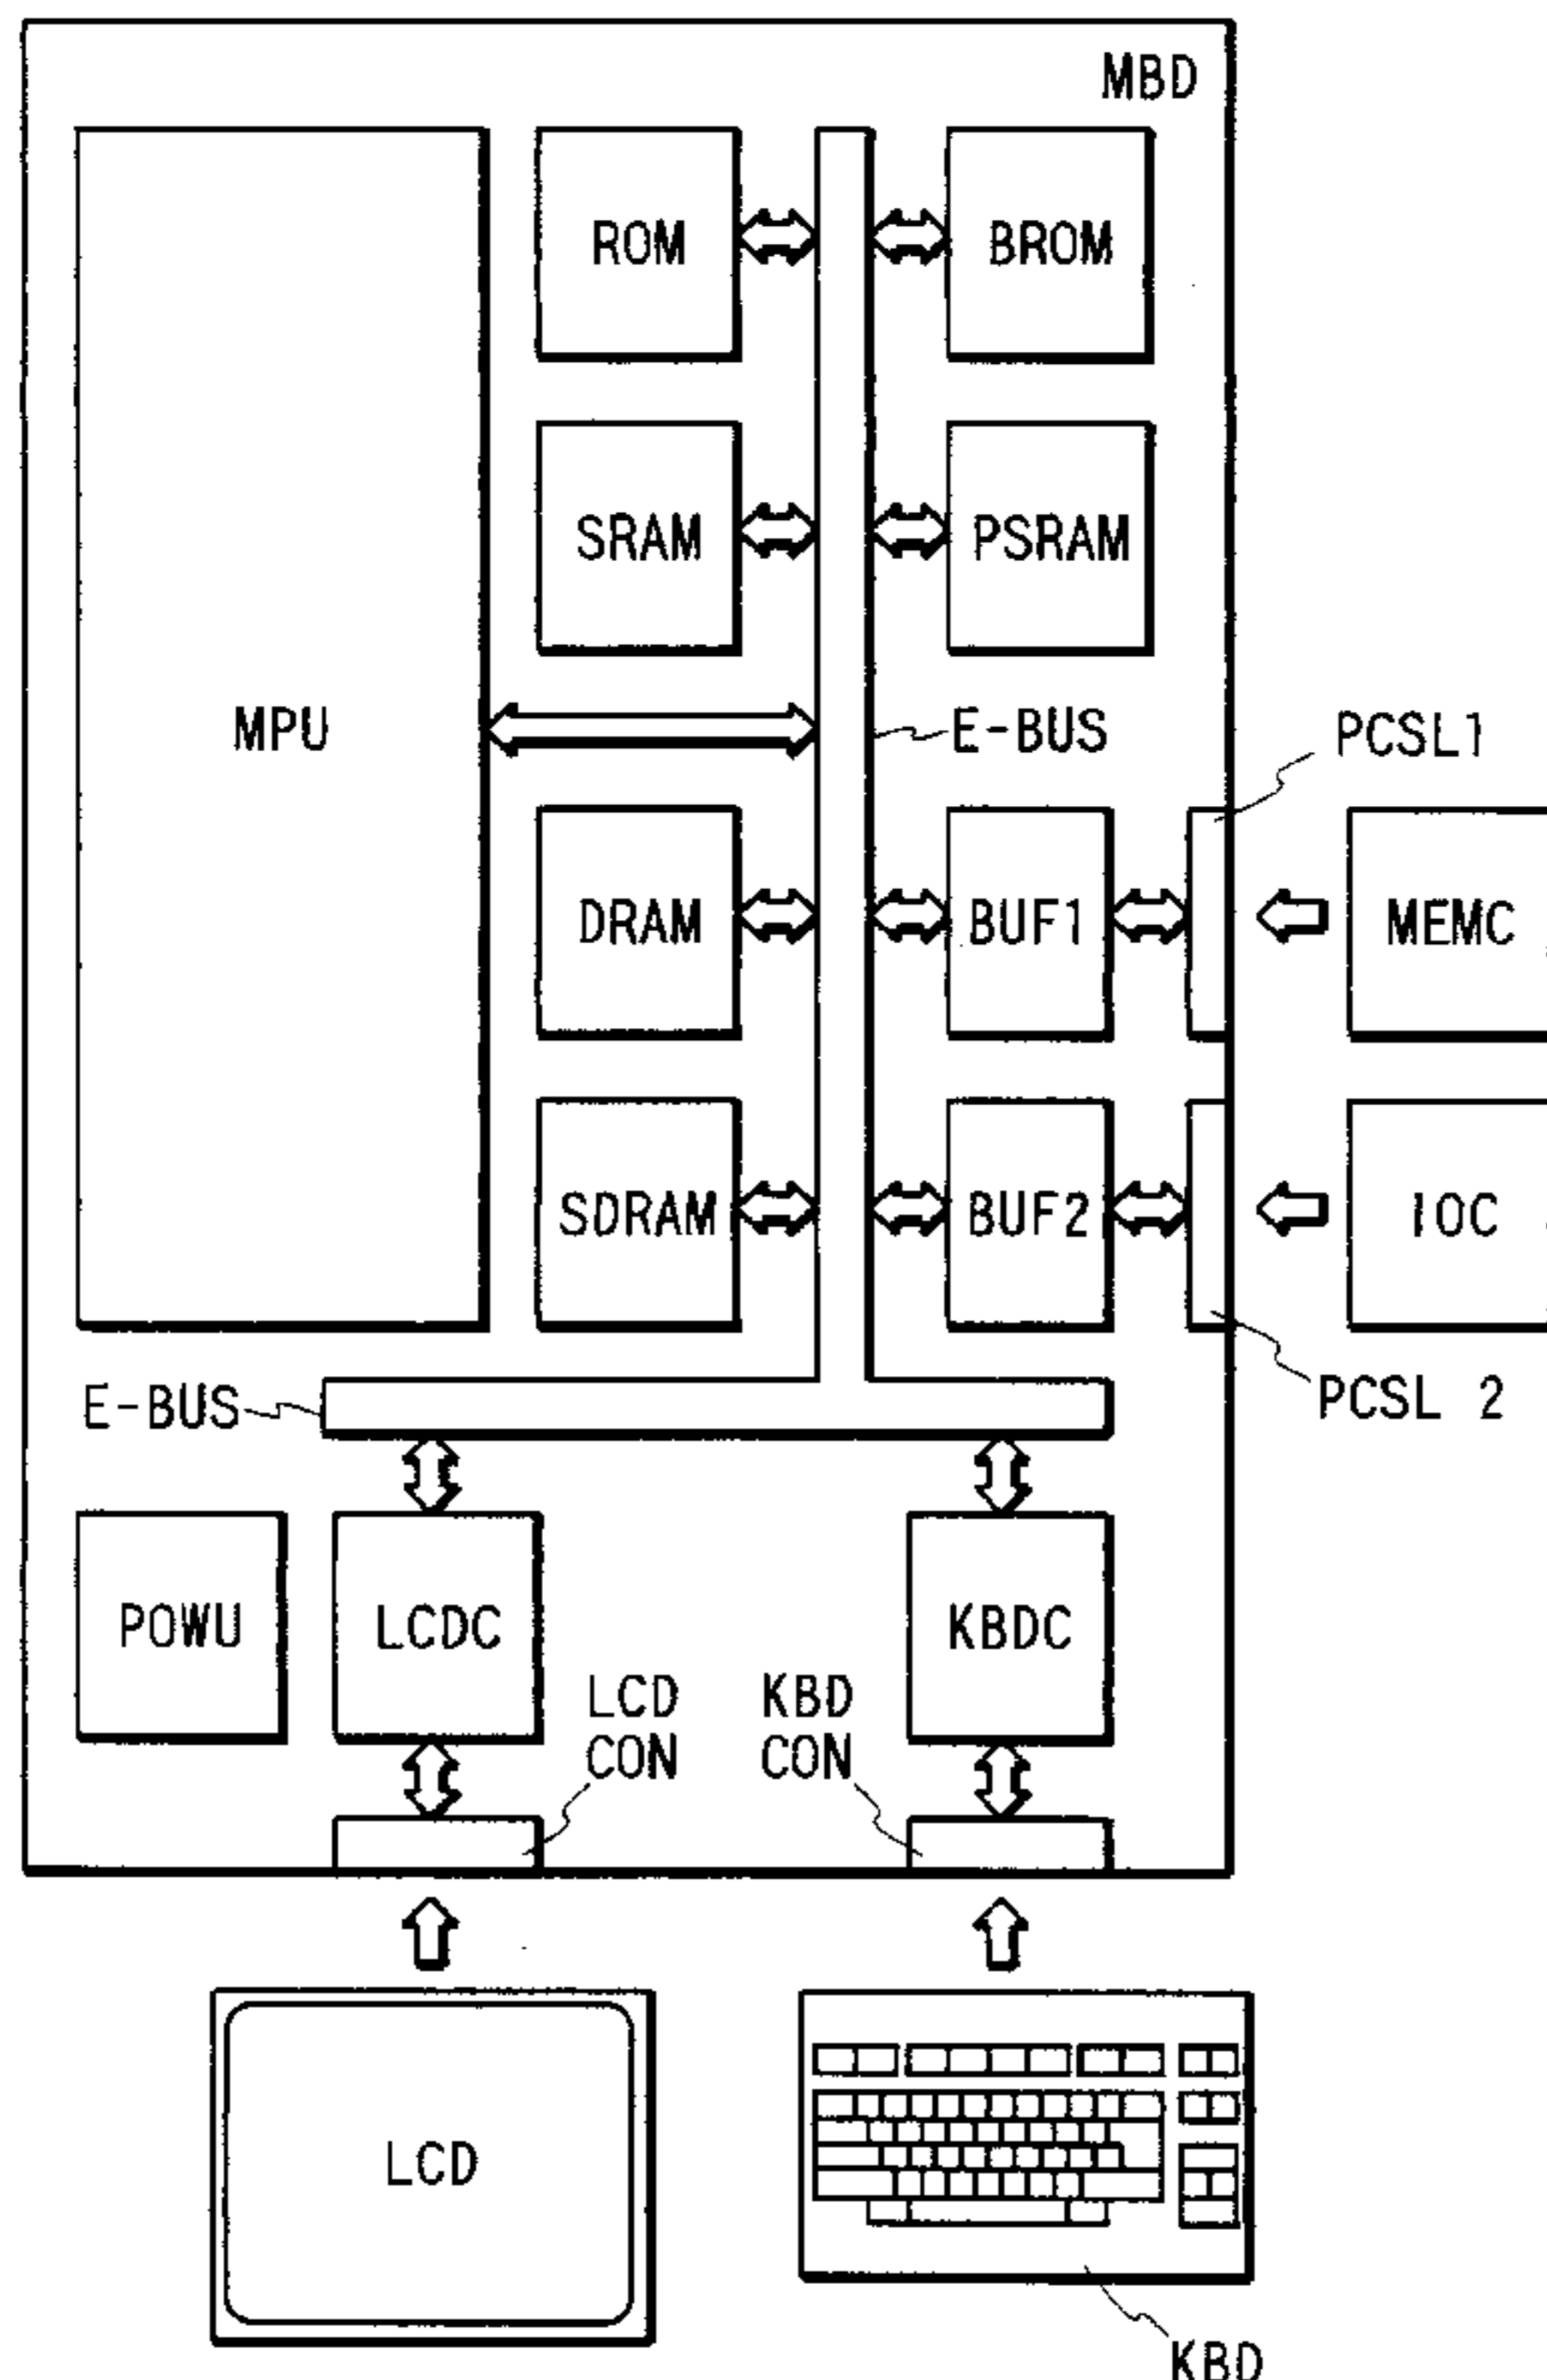 MBD
ROM
BROM
SRAM
PSRAM
MPU
E-BUS
PCSL1
DRAM
BUF1
MEMC
SDRAM
BUF2
IOC
E-BUS
PCSL 2
POWU
LCDC
KBDC
LCD
CON
KBD
CON
LCD
KBD